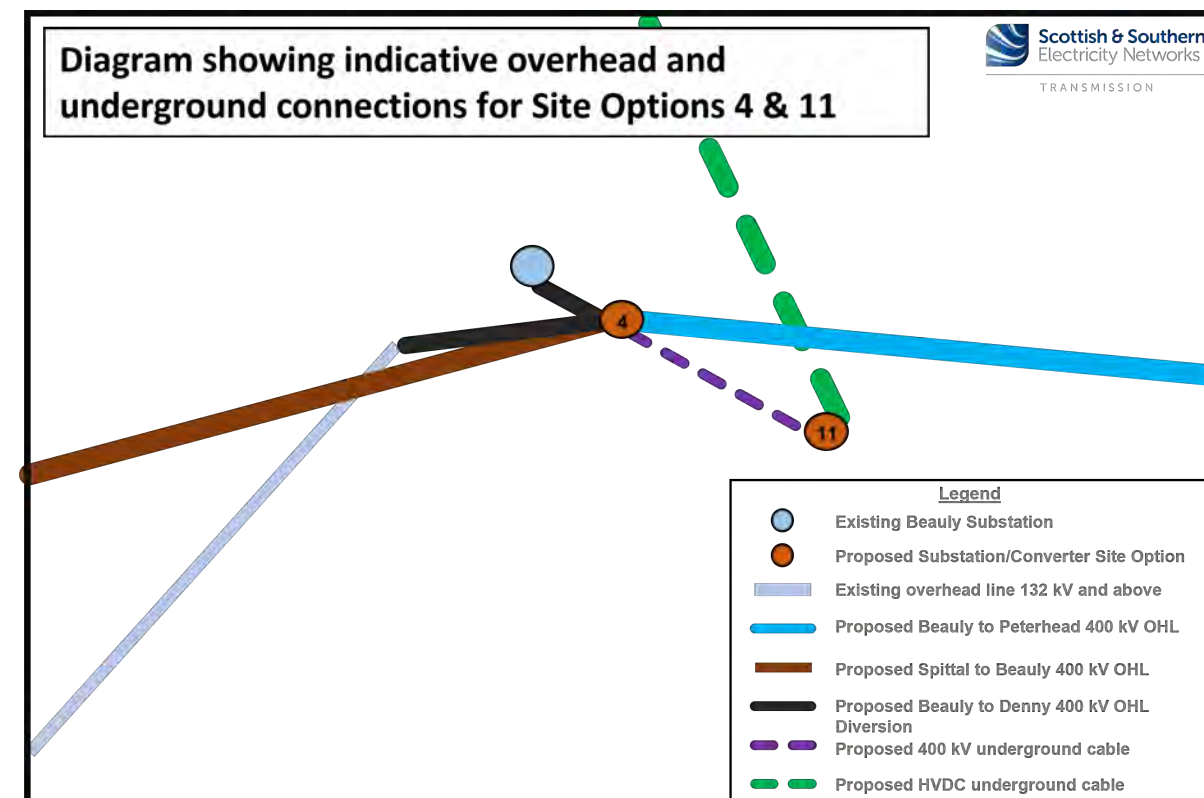 Diagram showing indicative overhead and
underground connections for Site Options 4 & 11
Scottish & Southern
Electricity Networks
TRANSMISSION
4
11
Legend
Existing Beauly Substation
Proposed Substation/Converter Site Option
Existing overhead line 132 kV and above
Proposed Beauly to Peterhead 400 kV OHL
Proposed Spittal to Beauly 400 kV OHL
Proposed Beauly to Denny 400 kV OHL
Diversion
Proposed 400 kV underground cable
Proposed HVDC underground cable